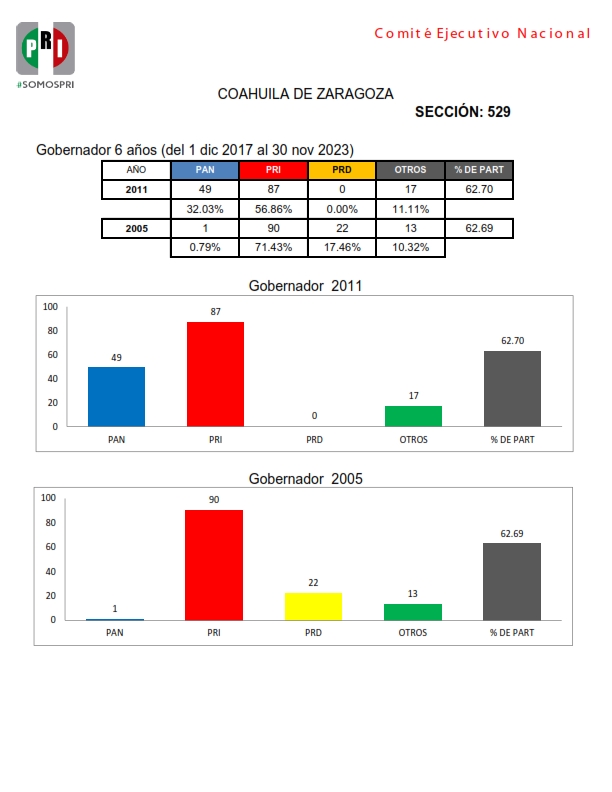 Comité Ejecutivo Nacional
PRI
#SOMOSPRI
COAHUILA DE ZARAGOZA
SECCIÓN: 529
Gobernador 6 años (del 1 dic 2017 al 30 nov 2023)
AÑO PAN PRI PRD OTROS % DE PART
2011 49 87 0 17 62.70
32.03% 56.86% 0.00% 11.11%
2005 1 90 22 13 62.69
0.79% 71.43% 17.46% 10.32%
Gobernador 2011
100
80
60
40
20
0
49
87
0
17
62.70
PAN PRI PRD OTROS % DE PART
Gobernador 2005
100
80
60
40
20
0
1
90
22
13
62.69
PAN PRI PRD OTROS % DE PART